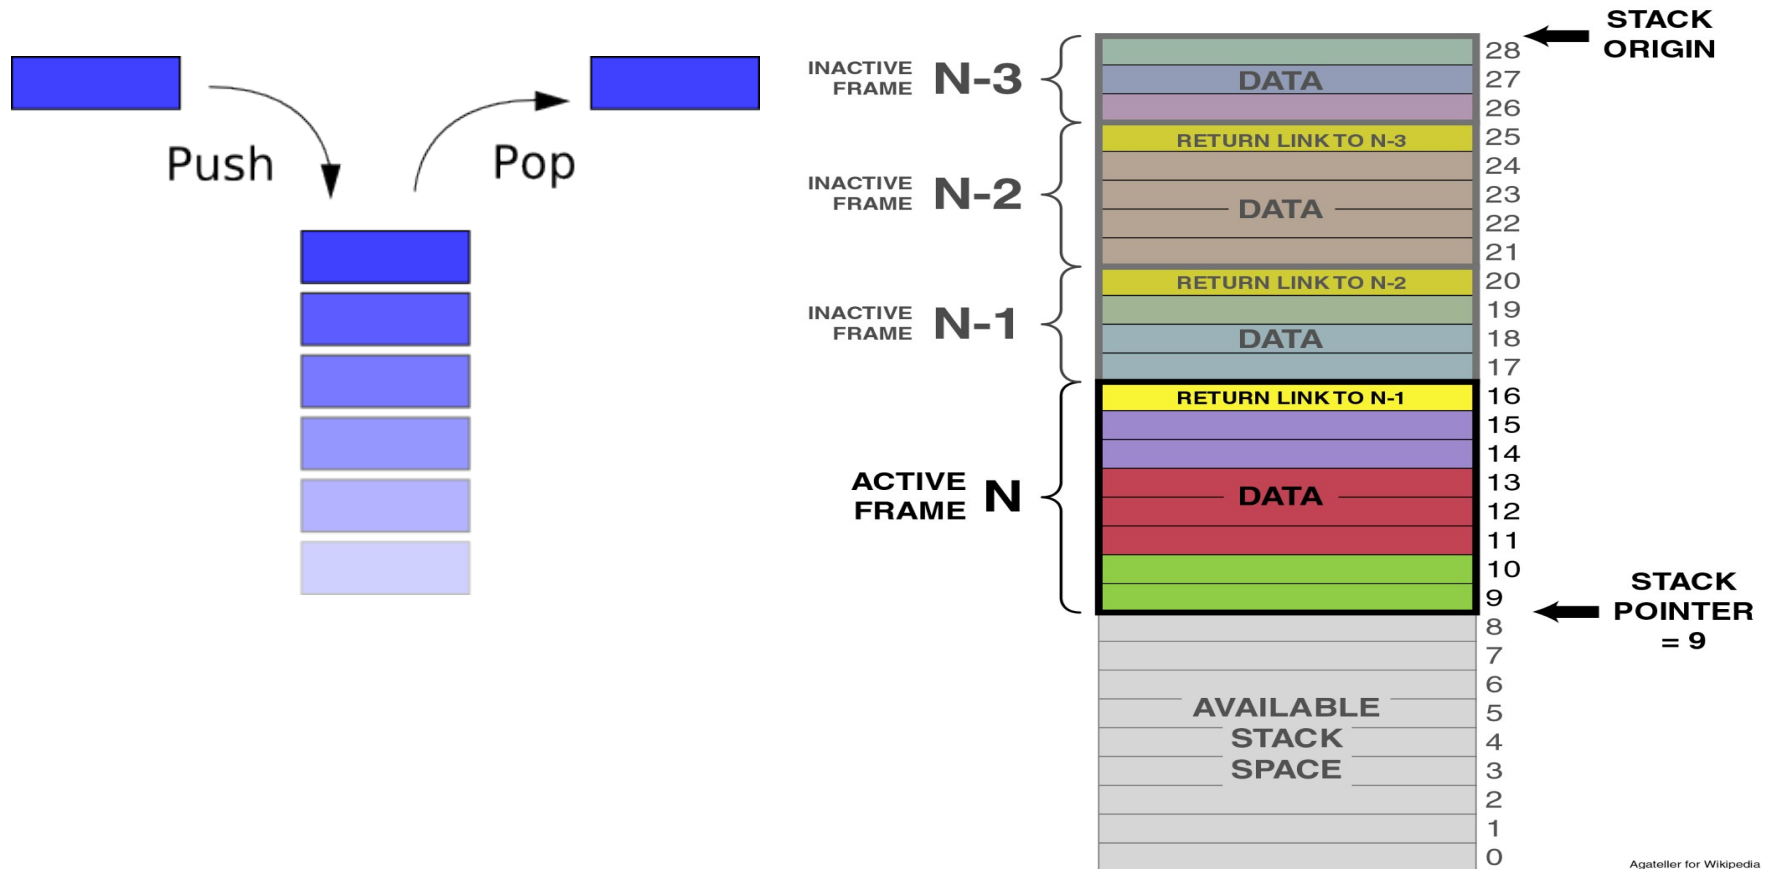 Push
Pop
INACTIVE
FRAME
N-3
INACTIVE
FRAME
N-2
INACTIVE
FRAME
N-1
ACTIVE
FRAME
N
DATA
RETURN LINK TO N-3
DATA
RETURN LINK TO N-2
DATA
RETURN LINK TO N-1
DATA
AVAILABLE
STACK
SPACE
28
27
26
25
24
23
22
21
20
19
18
17
16
15
14
13
12
11
10
9
8
7
6
5
4
3
2
1
0
STACK
ORIGIN
STACK
POINTER
= 9
Agateller for Wikipedia